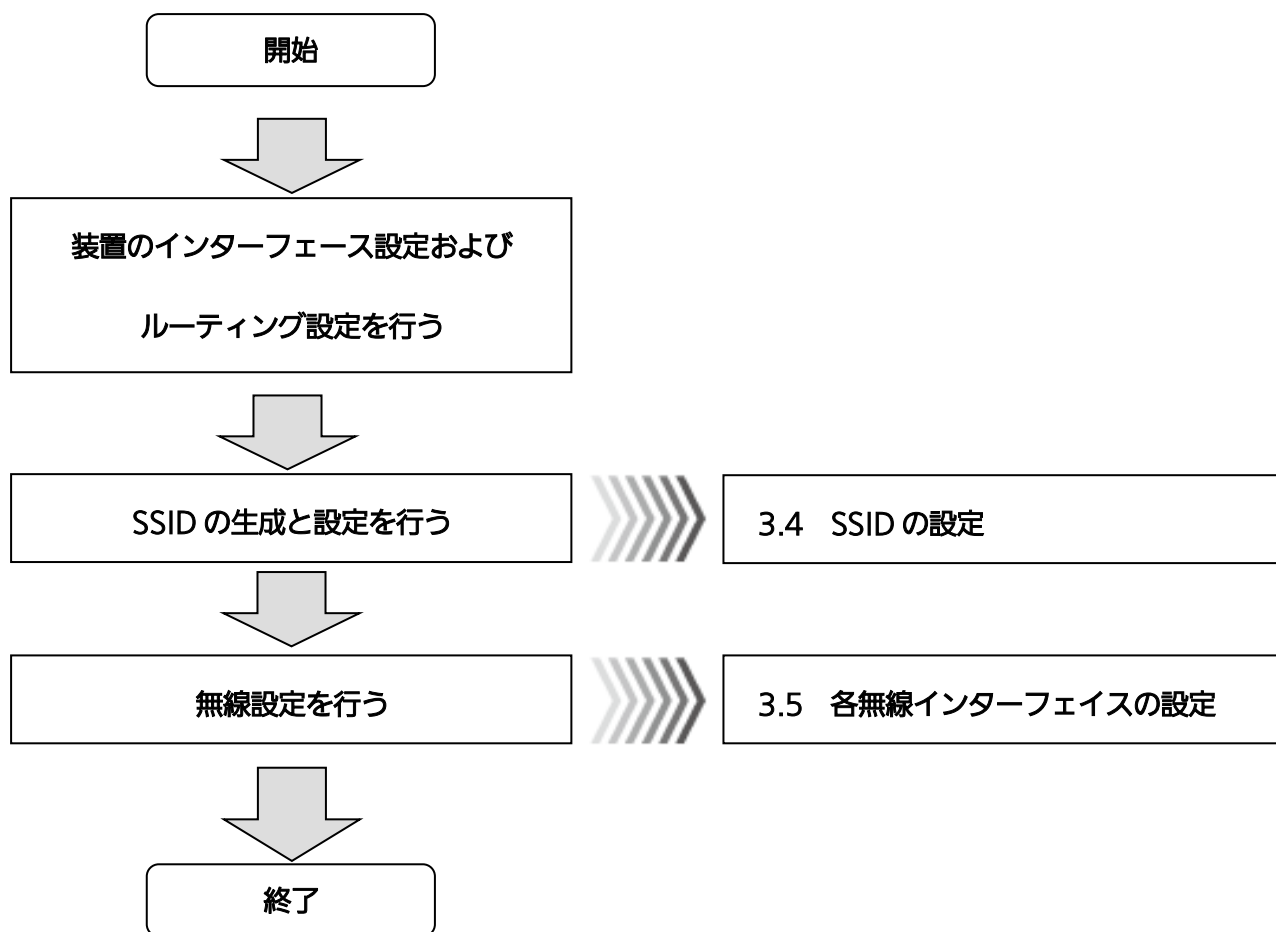 開始
装置のインターフェース設定および
ルーティング設定を行う
SSID の生成と設定を行う
3.4 SSID の設定
無線設定を行う
3.5 各無線インターフェイスの設定
終了